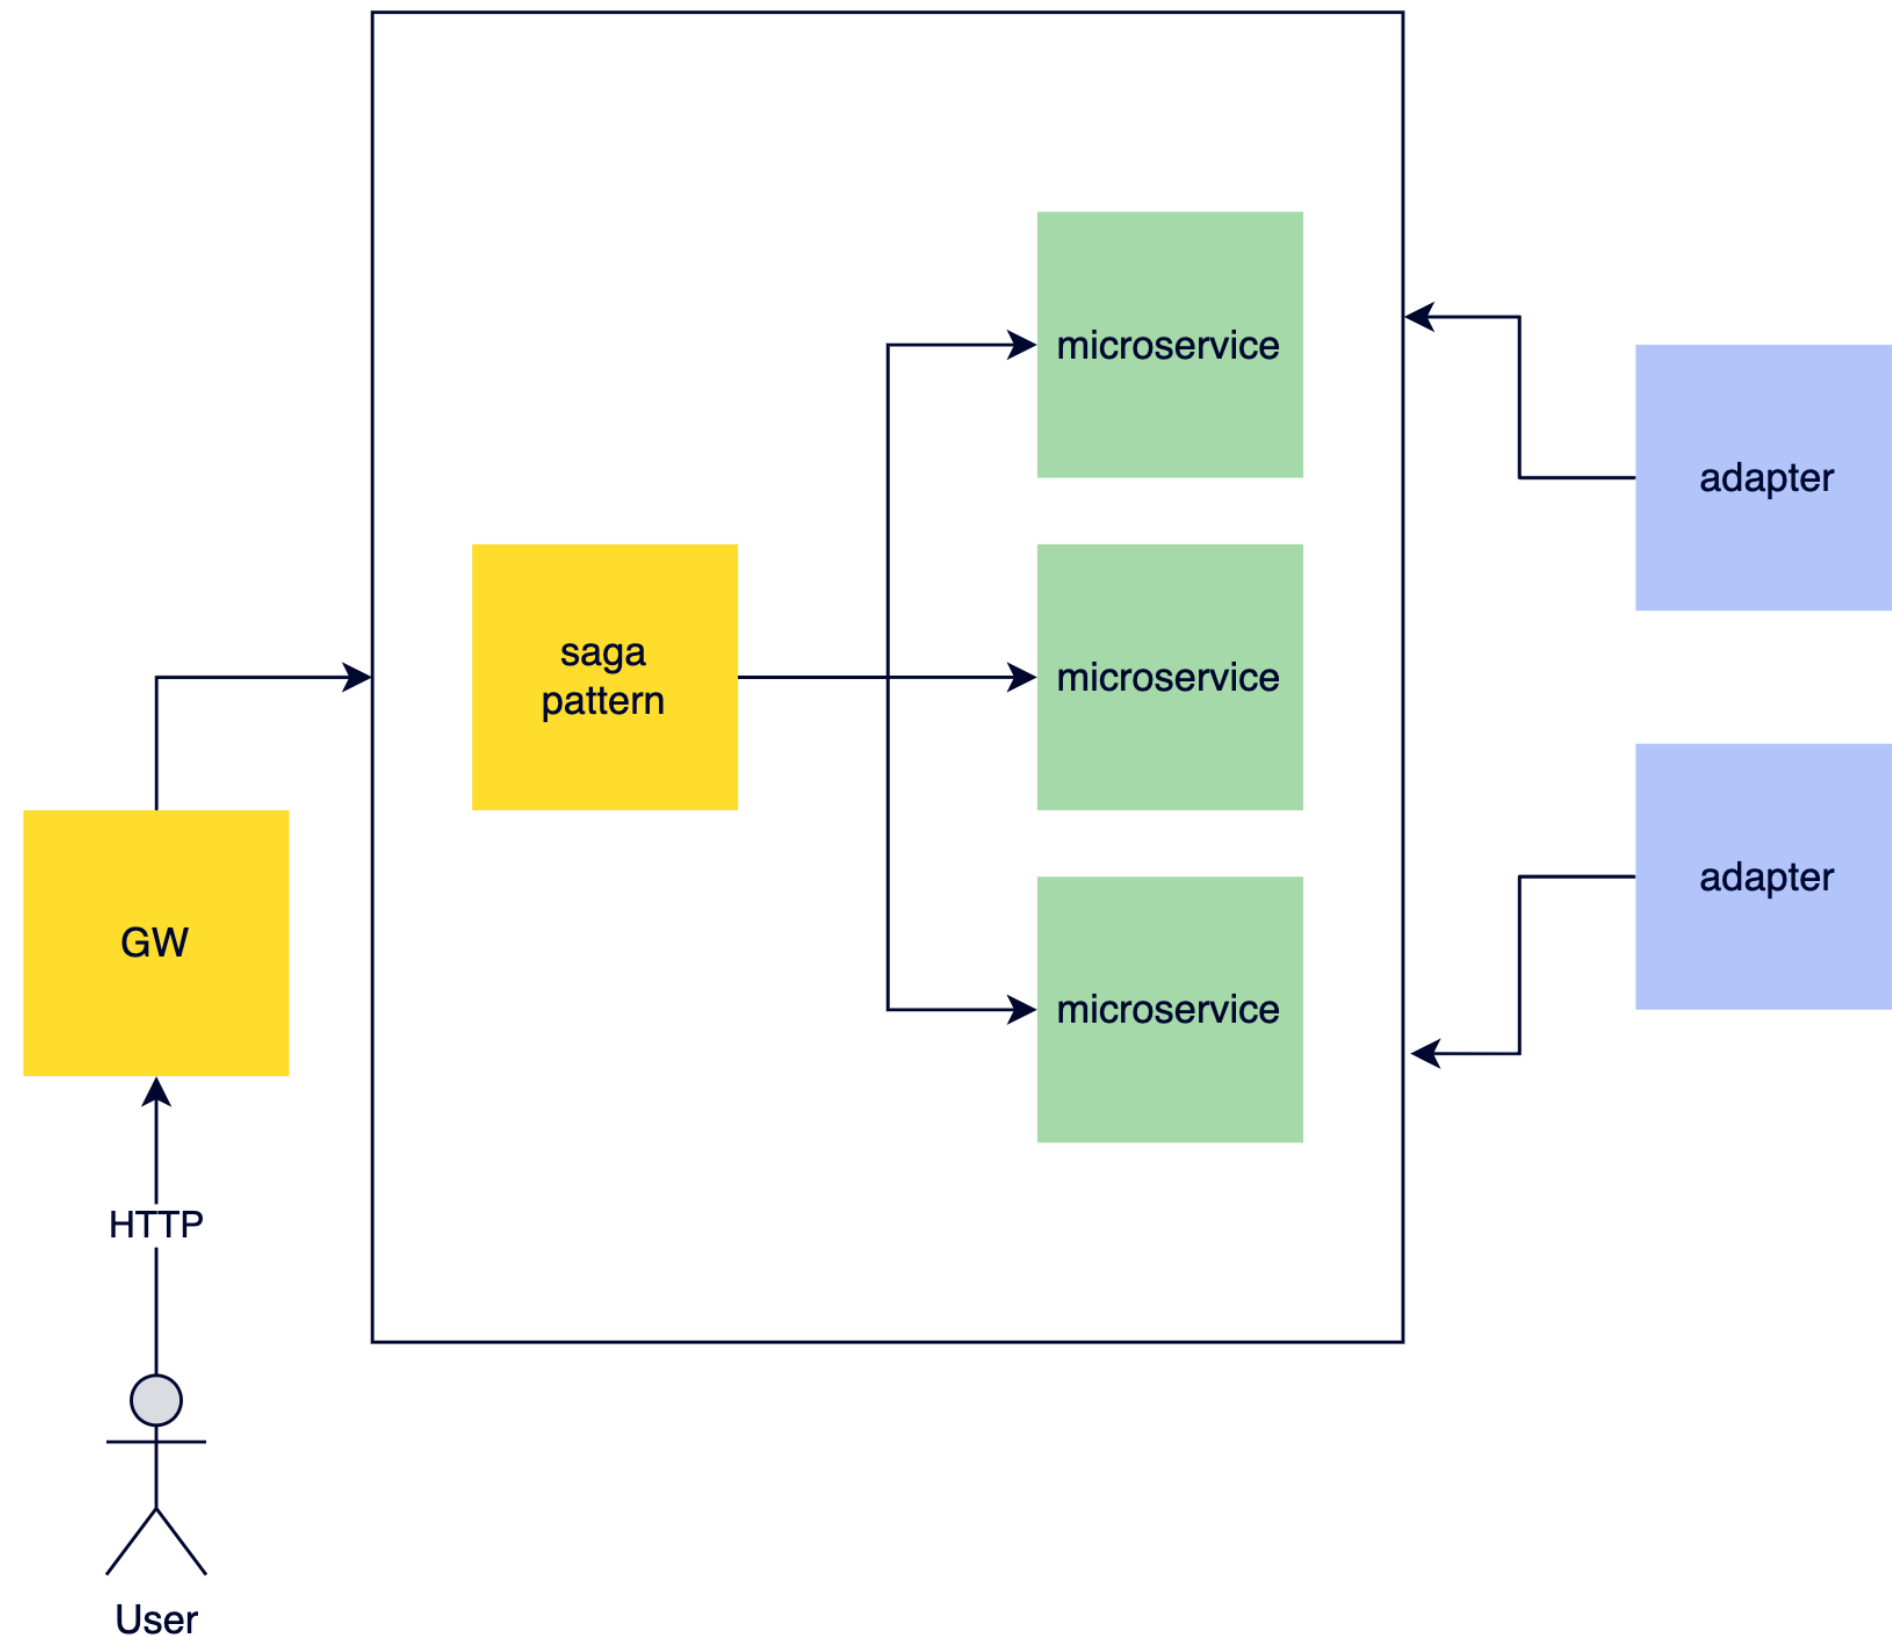 microservice
adapter
saga
pattern
microservice
adapter
GW
microservice
HTTP
User